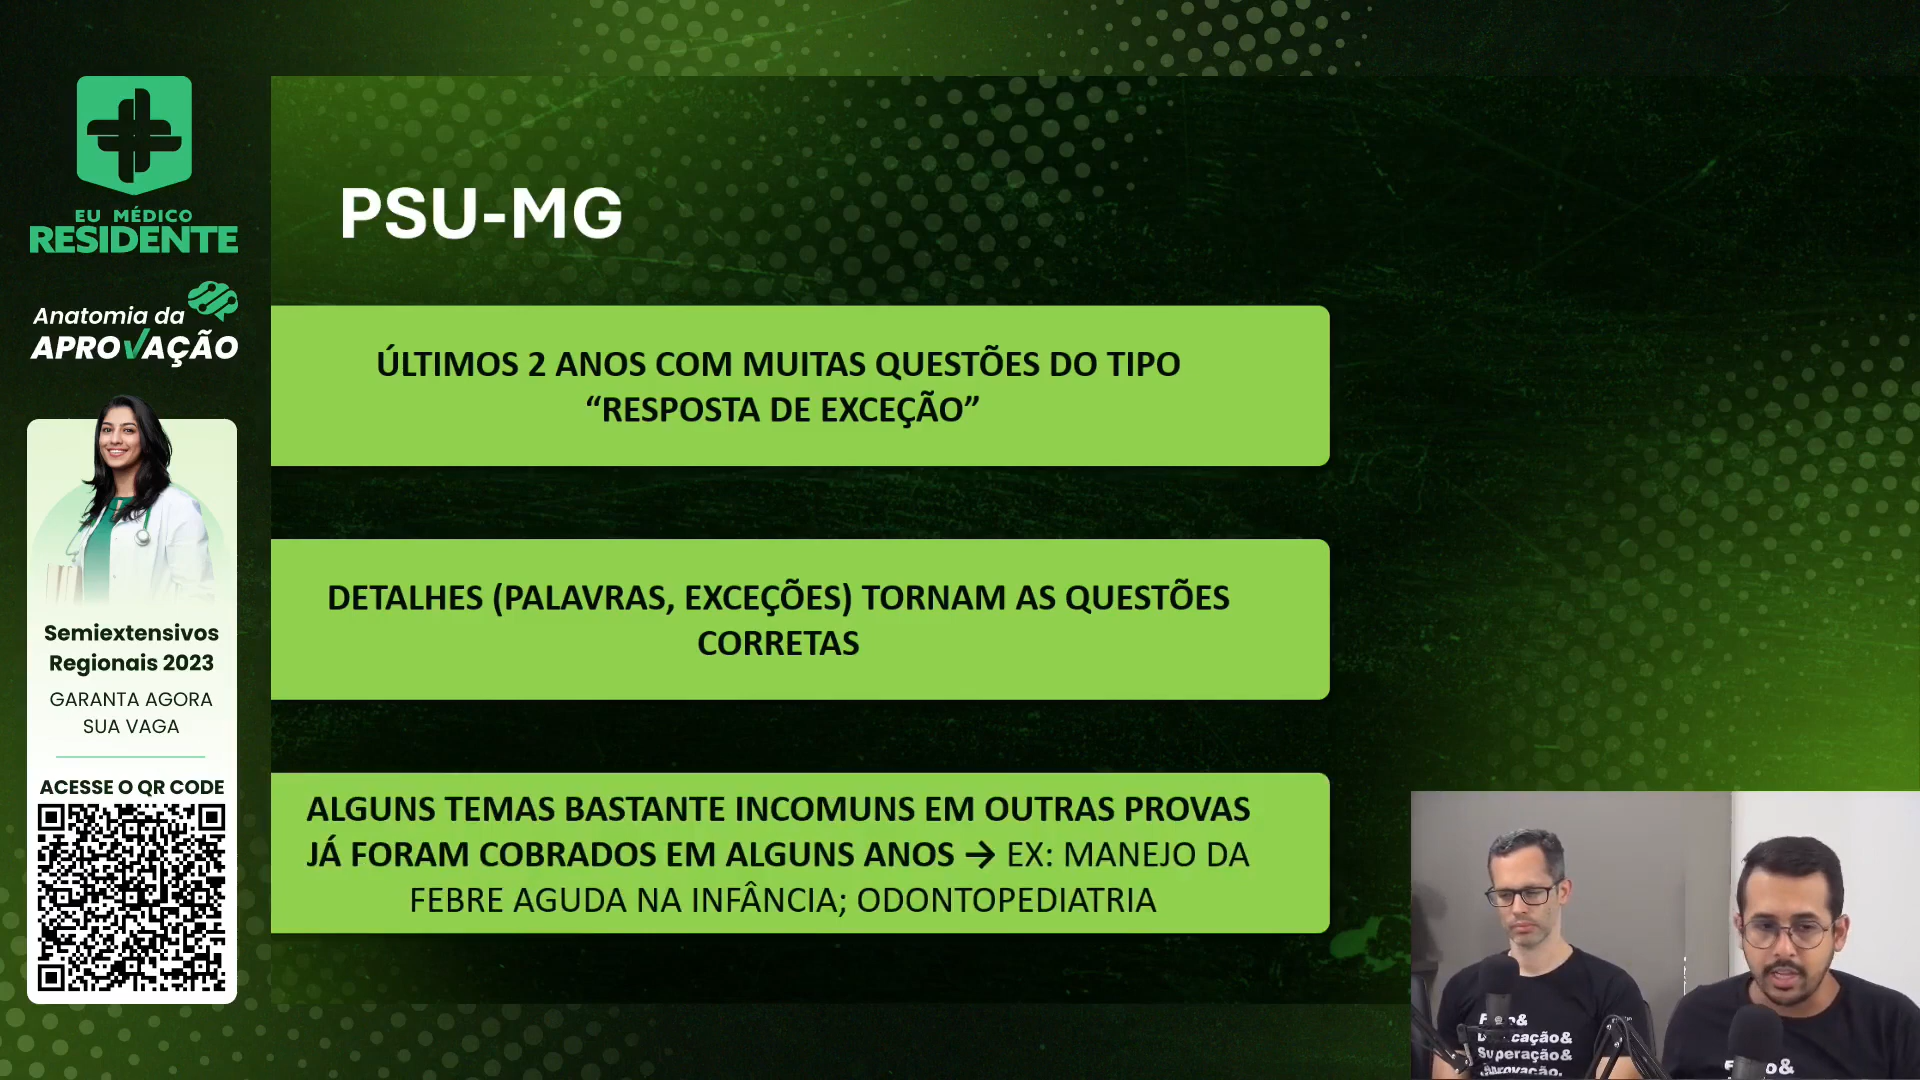 EU MÉDICO
RESIDENTE
Anatomia da
APROVAÇÃO
Semiextensivos
Regionais 2023
GARANTA AGORA
SUA VAGA
ACESSE O QR CODE
PSU-MG
ÚLTIMOS 2 ANOS COM MUITAS QUESTÕES DO TIPO
“RESPOSTA DE EXCEÇÃO”
DETALHES (PALAVRAS, EXCEÇÕES) TORNAM AS QUESTÕES
CORRETAS
ALGUNS TEMAS BASTANTE INCOMUNS EM OUTRAS PROVAS
JÁ FORAM COBRADOS EM ALGUNS ANOS → EX: MANEJO DA
FEBRE AGUDA NA INFÂNCIA; ODONTOPEDIATRIA
Superação&